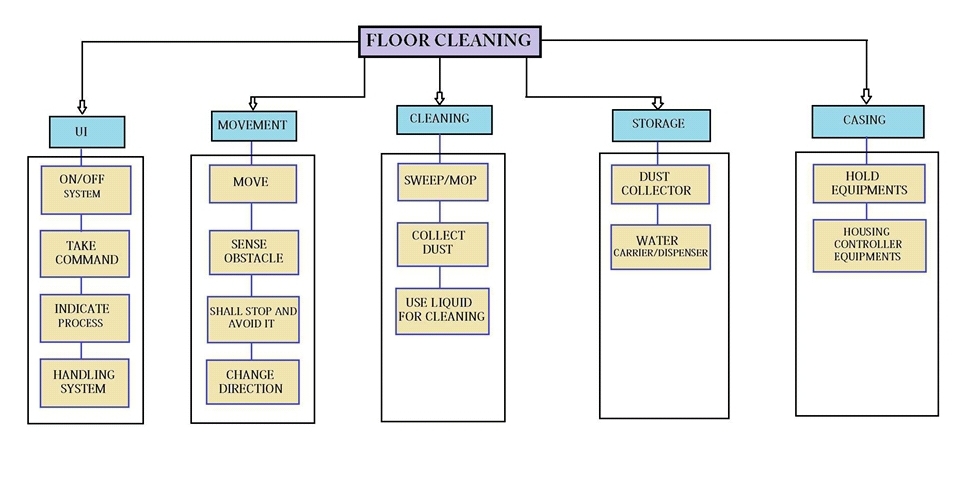 FLOOR CLEANING
UI
ON/OFF
SYSTEM
TAKE
COMMAND
INDICATE
PROCESS
HANDLING
SYSTEM
MOVEMENT
MOVE
SENSE
OBSTACLE
SHALL STOP AND
AVOID IT
CHANGE
DIRECTION
CLEANING
SWEEP/MOP
COLLECT
DUST
USE LIQUID
FOR CLEANING
STORAGE
DUST
COLLECTOR
WATER
CARRIER/DISPENSER
CASING
HOLD
EQUIPMENTS
HOUSING
CONTROLLER
EQUIPMENTS